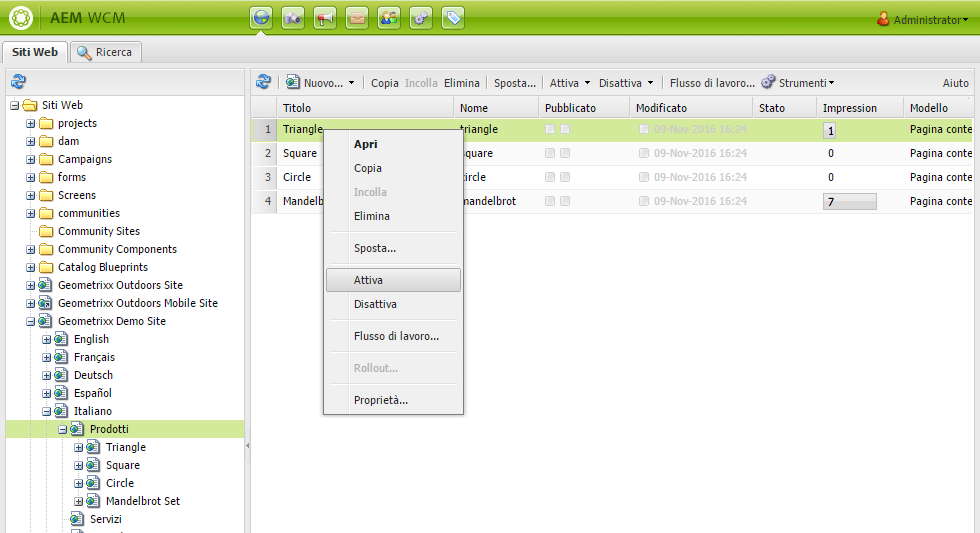 AEM WCM Administrator
Siti Web Ricerca
Nuovo... Copia Incolla Elimina Sposta... Attiva Disattiva Flusso di lavoro... Strumenti Aiuto
Siti Web
projects
dam
Campaigns
forms
Screens
communities
Community Sites
Community Components
Catalog Blueprints
Geometrixx Outdoors Site
Geometrixx Outdoors Mobile Site
Geometrixx Demo Site
English
Français
Deutsch
Español
Italiano
Prodotti
Triangle
Square
Circle
Mandelbrot Set
Servizi
Titolo Nome Pubblicato Modificato Stato Impression Modello
1 Triangle triangle 09-Nov-2016 16:24 1 Pagina conte
2 Square square 09-Nov-2016 16:24 0 Pagina conte
3 Circle circle 09-Nov-2016 16:24 0 Pagina conte
4 Mandelb mandelbrot 09-Nov-2016 16:24 7 Pagina conte
Apri
Copia
Incolla
Elimina
Sposta...
Attiva
Disattiva
Flusso di lavoro...
Rollout...
Proprietà...